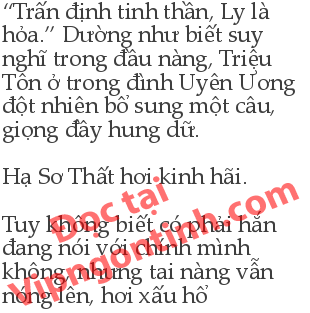 “Trấn định tinh thần, Ly là
hỏa.” Dường như biết suy
nghĩ trong đầu nàng, Triệu
Tôn ở trong đình Uyên Ương
đột nhiên bổ sung một câu,
giọng đầy hung dữ.
Hạ Sơ Thất hơi kinh hãi.
Tuy không biết có phải hắn
đang nói với chính mình
không, nhưng tai nàng vẫn
nóng lên, hơi xấu hổ
Đọc tại
Vipngontinh.com